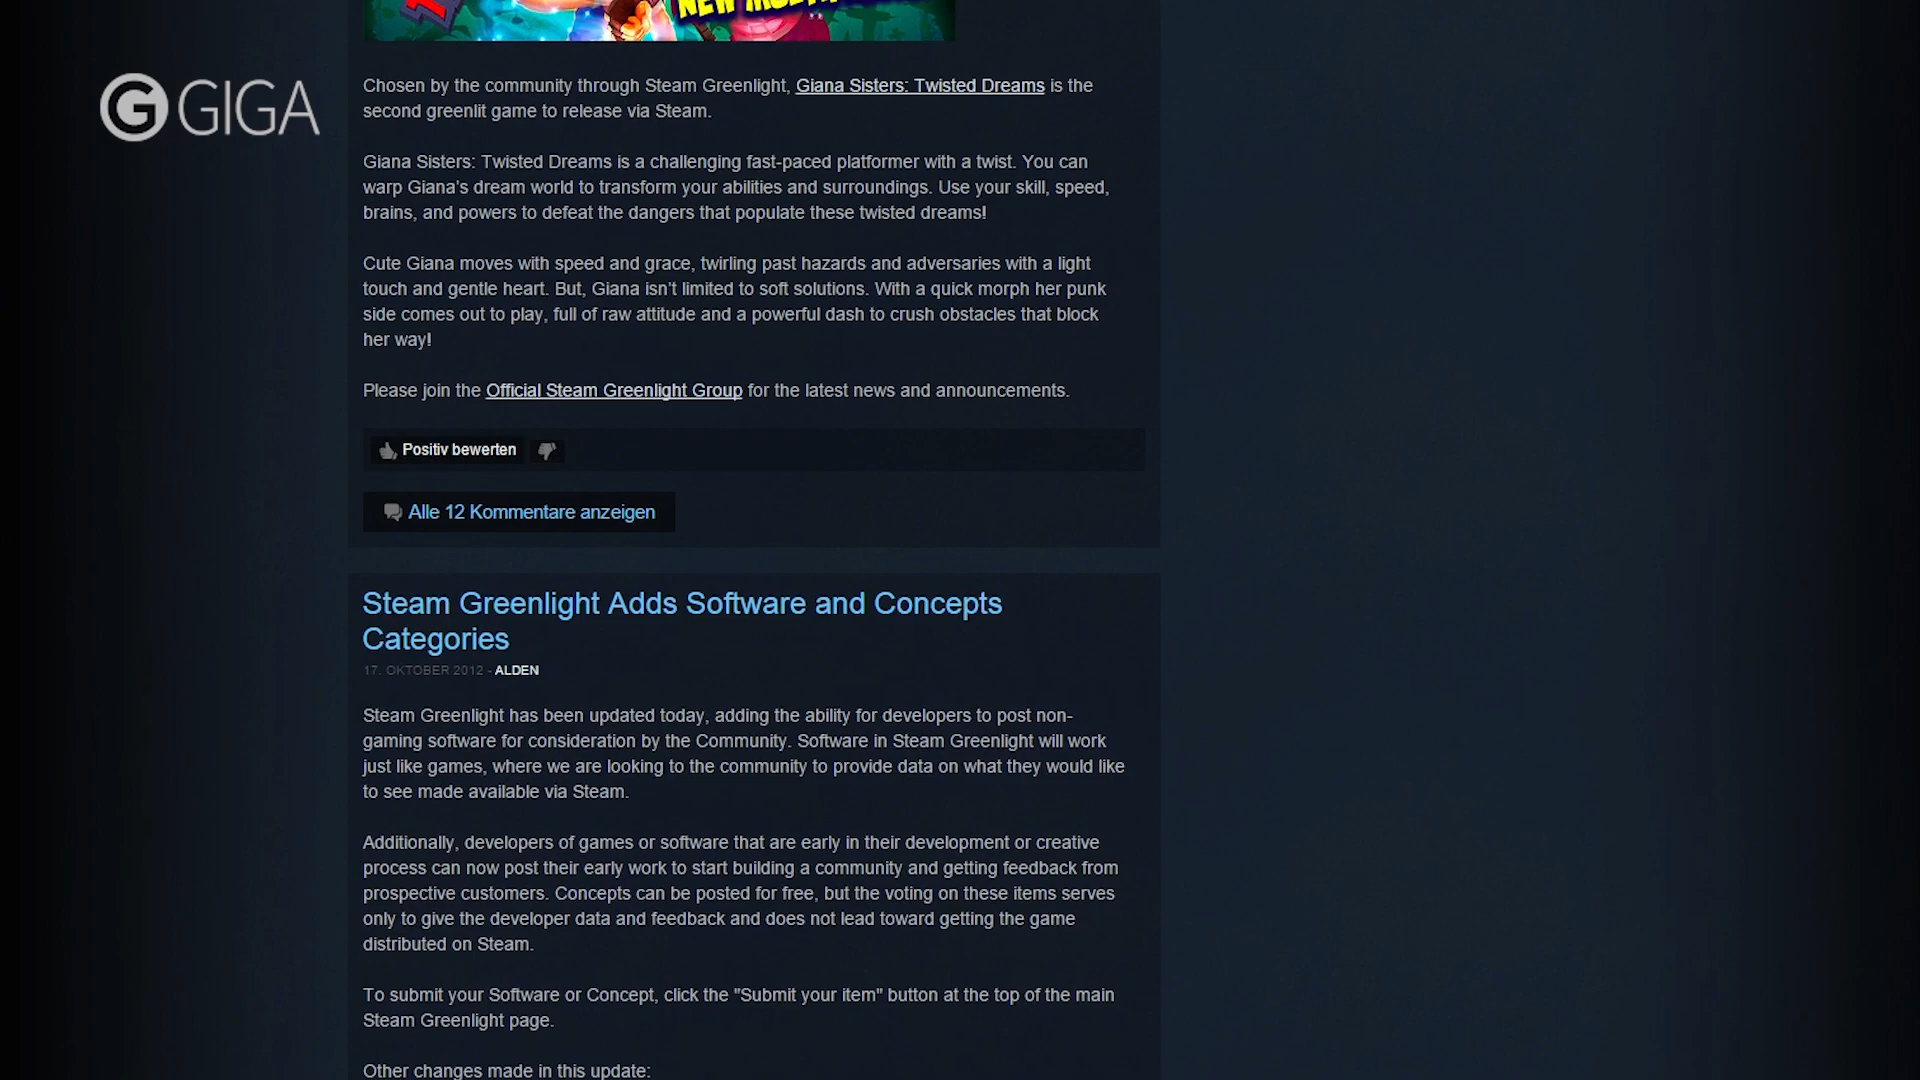 NEW
GIGA
Chosen by the community through Steam Greenlight, Giana Sisters: Twisted Dreams is the
second greenlit game to release via Steam.
Giana Sisters: Twisted Dreams is a challenging fast-paced platformer with a twist. You can
warp Giana's dream world to transform your abilities and surroundings. Use your skill, speed,
brains, and powers to defeat the dangers that populate these twisted dreams!
Cute Giana moves with speed and grace, twirling past hazards and adversaries with a light
touch and gentle heart. But, Giana isn't limited to soft solutions. With a quick morph her punk
side comes out to play, full of raw attitude and a powerful dash to crush obstacles that block
her way!
Please join the Official Steam Greenlight Group for the latest news and announcements.
Positiv bewerten
Alle 12 Kommentare anzeigen
Steam Greenlight Adds Software and Concepts
Categories
17. OKTOBER 2012 - ALDEN
Steam Greenlight has been updated today, adding the ability for developers to post non-
gaming software for consideration by the Community. Software in Steam Greenlight will work
just like games, where we are looking to the community to provide data on what they would like
to see made available via Steam.
Additionally, developers of games or software that are early in their development or creative
process can now post their early work to start building a community and getting feedback from
prospective customers. Concepts can be posted for free, but the voting on these items serves
only to give the developer data and feedback and does not lead toward getting the game
distributed on Steam.
To submit your Software or Concept, click the "Submit your item" button at the top of the main
Steam Greenlight page.
Other changes made in this update: